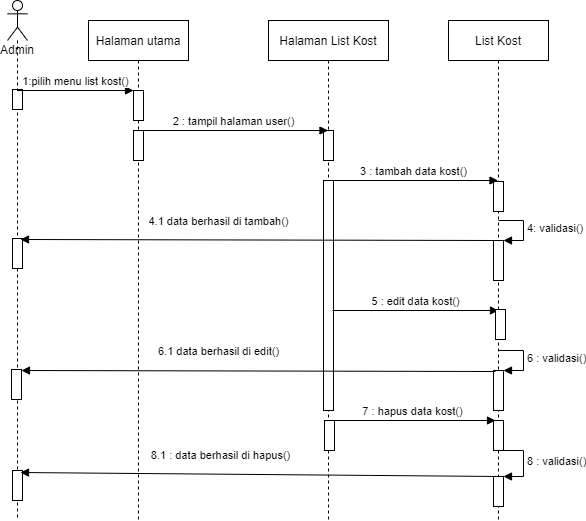 Admin
Halaman utama
Halaman List Kost
List Kost
1:pilih menu list kost()
2 : tampil halaman user()
3 : tambah data kost()
4.1 data berhasil di tambah()
4: validasi()
5 : edit data kost()
6.1 data berhasil di edit()
6 : validasi()
7 : hapus data kost()
8.1 : data berhasil di hapus()
8 : validasi()